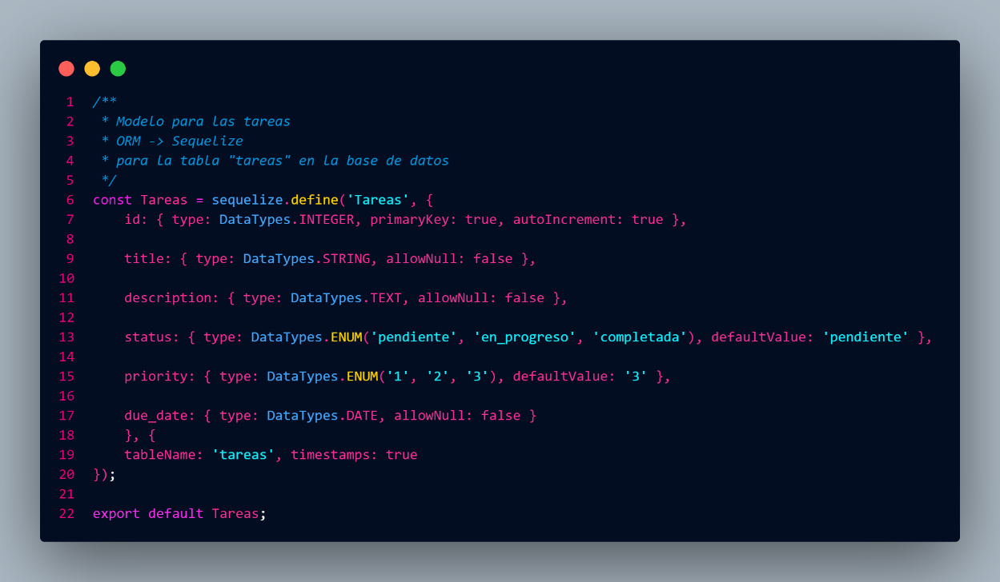 1 /**
2  * Modelo para las tareas
3  * ORM -> Sequelize
4  * para la tabla "tareas" en la base de datos
5  */
6 const Tareas = sequelize.define('Tareas', {
7     id: { type: DataTypes.INTEGER, primaryKey: true, autoIncrement: true },
8
9     title: { type: DataTypes.STRING, allowNull: false },
10
11     description: { type: DataTypes.TEXT, allowNull: false },
12
13     status: { type: DataTypes.ENUM('pendiente', 'en_progreso', 'completada'), defaultValue: 'pendiente' },
14
15     priority: { type: DataTypes.ENUM('1', '2', '3'), defaultValue: '3' },
16
17     due_date: { type: DataTypes.DATE, allowNull: false }
18     }, {
19     tableName: 'tareas', timestamps: true
20 });
21
22 export default Tareas;